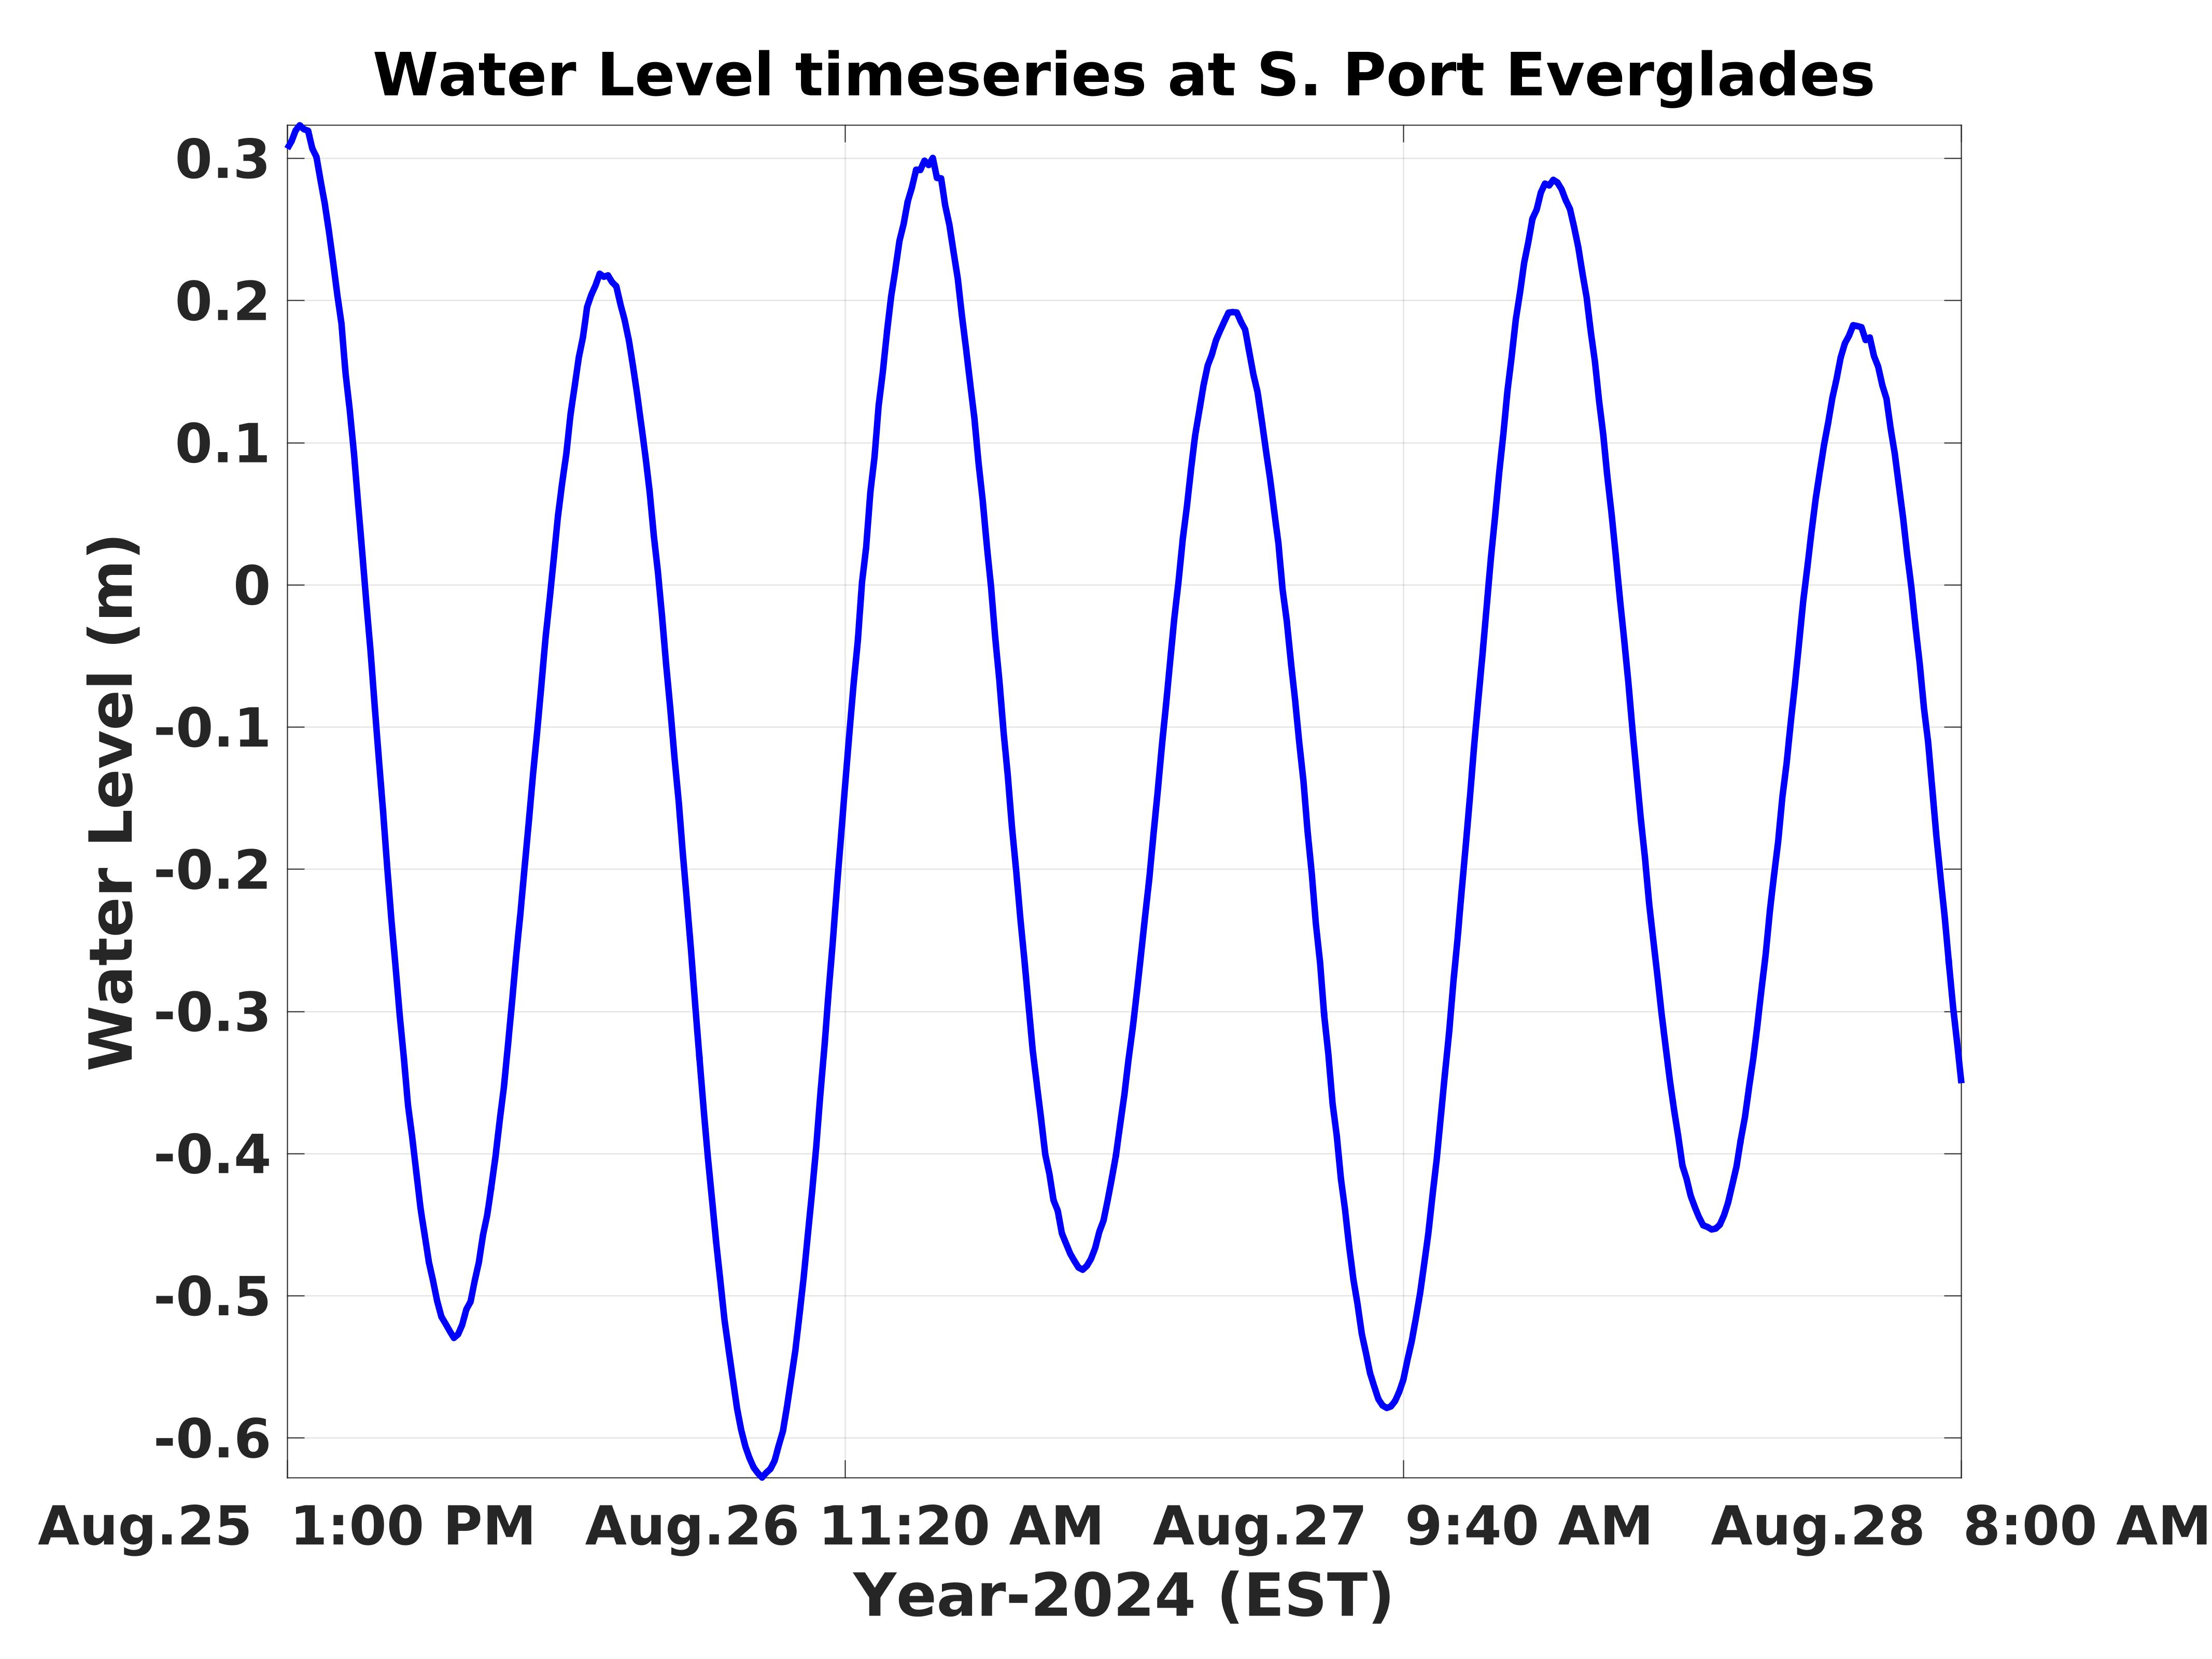 Water Level timeseries at S. Port Everglades
0.3
0.2
0.1
0
-0.1
-0.2
-0.3
-0.4
-0.5
-0.6
Water Level (m)
Aug.25 1:00 PM Aug.26 11:20 AM Aug.27 9:40 AM Aug.28 8:00 AM
Year-2024 (EST)